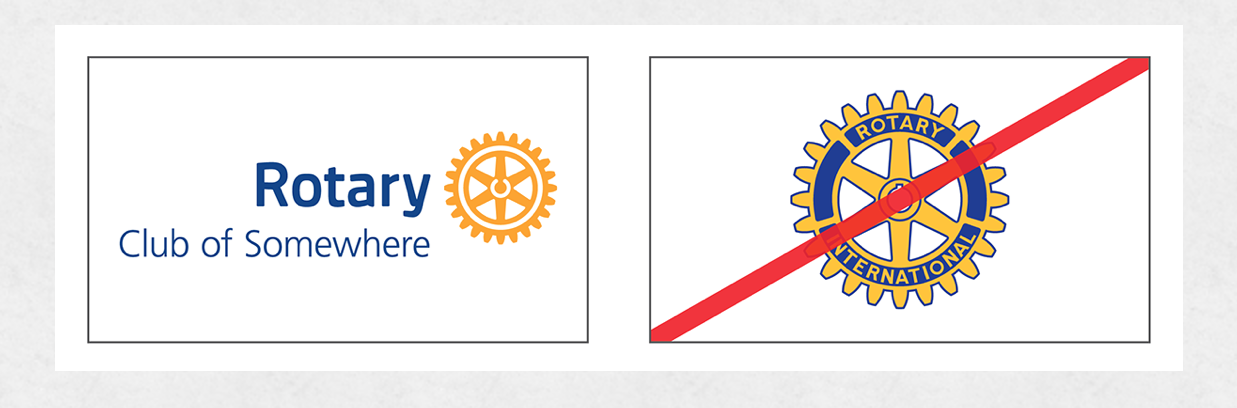 Rotary
Club of Somewhere
ROTARY
INTERNATIONAL